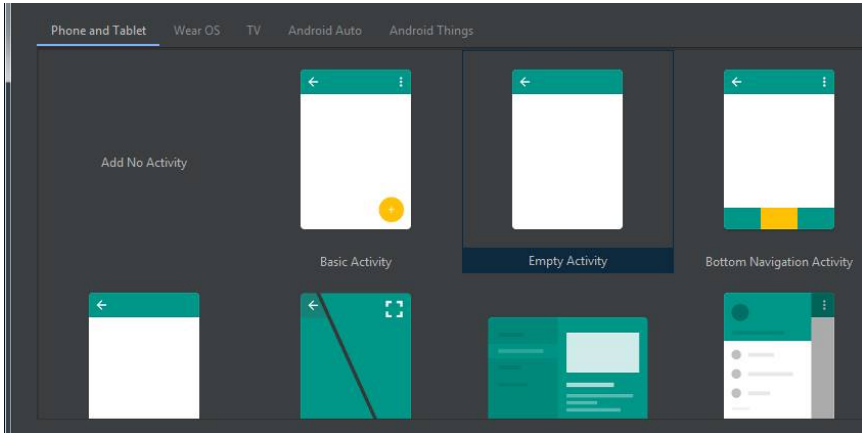 Phone and Tablet Wear OS TV Android Auto Android Things
Add No Activity
Basic Activity
Empty Activity
Bottom Navigation Activity